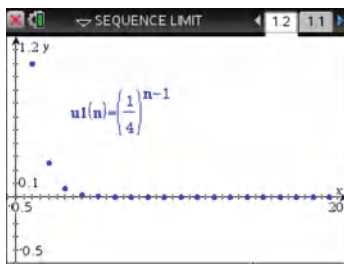 SEQUENCE LIMIT 1.2 1.1
1.2 y
u1(n)=(1/4)^n-1
0.1 x
-0.5 20
-0.5